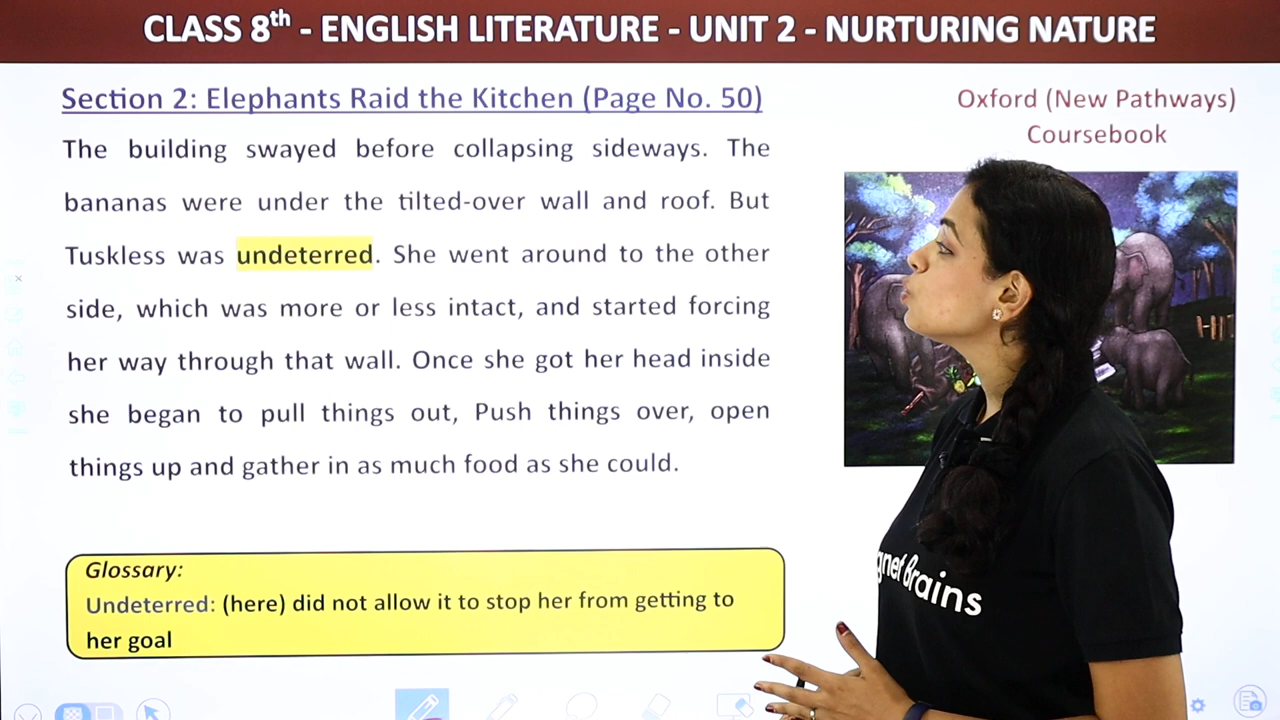 CLASS 8th - ENGLISH LITERATURE - UNIT 2 - NURTURING NATURE
Section 2: Elephants Raid the Kitchen (Page No. 50)
Oxford (New Pathways)
Coursebook
The building swayed before collapsing sideways. The
bananas were under the tilted-over wall and roof. But
Tuskless was undeterred. She went around to the other
side, which was more or less intact, and started forcing
her way through that wall. Once she got her head inside
she began to pull things out, Push things over, open
things up and gather in as much food as she could.
Glossary:
Undeterred: (here) did not allow it to stop her from getting to
her goal
gnet Brains